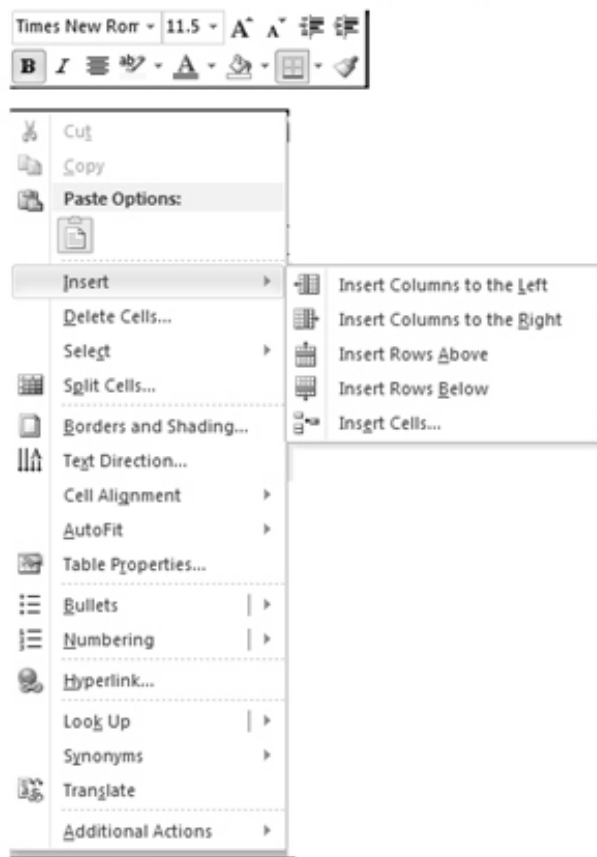 Times New Ron 11.5 A A
B I ab A
Cut
Copy
Paste Options:
Insert
Insert Columns to the Left
Insert Columns to the Right
Insert Rows Above
Insert Rows Below
Insert Cells...
Delete Cells...
Select
Split Cells...
Borders and Shading...
Text Direction...
Cell Alignment
AutoFit
Table Properties...
Bullets
Numbering
Hyperlink...
Look Up
Synonyms
Translate
Additional Actions